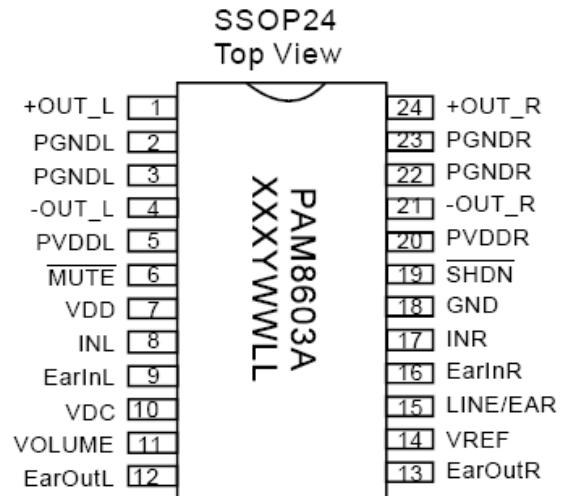 SSOP24
Top View
+OUT_L 1 24 +OUT_R
PGNDL 2 23 PGNDR
PGNDL 3 22 PGNDR
-OUT_L 4 21 -OUT_R
PVDDL 5 20 PVDDR
MUTE 6 19 SHDN
VDD 7 18 GND
INL 8 17 INR
EarInL 9 16 EarInR
VDC 10 15 LINE/EAR
VOLUME 11 14 VREF
EarOutL 12 13 EarOutR
PAM8603A
XXXYWWLL